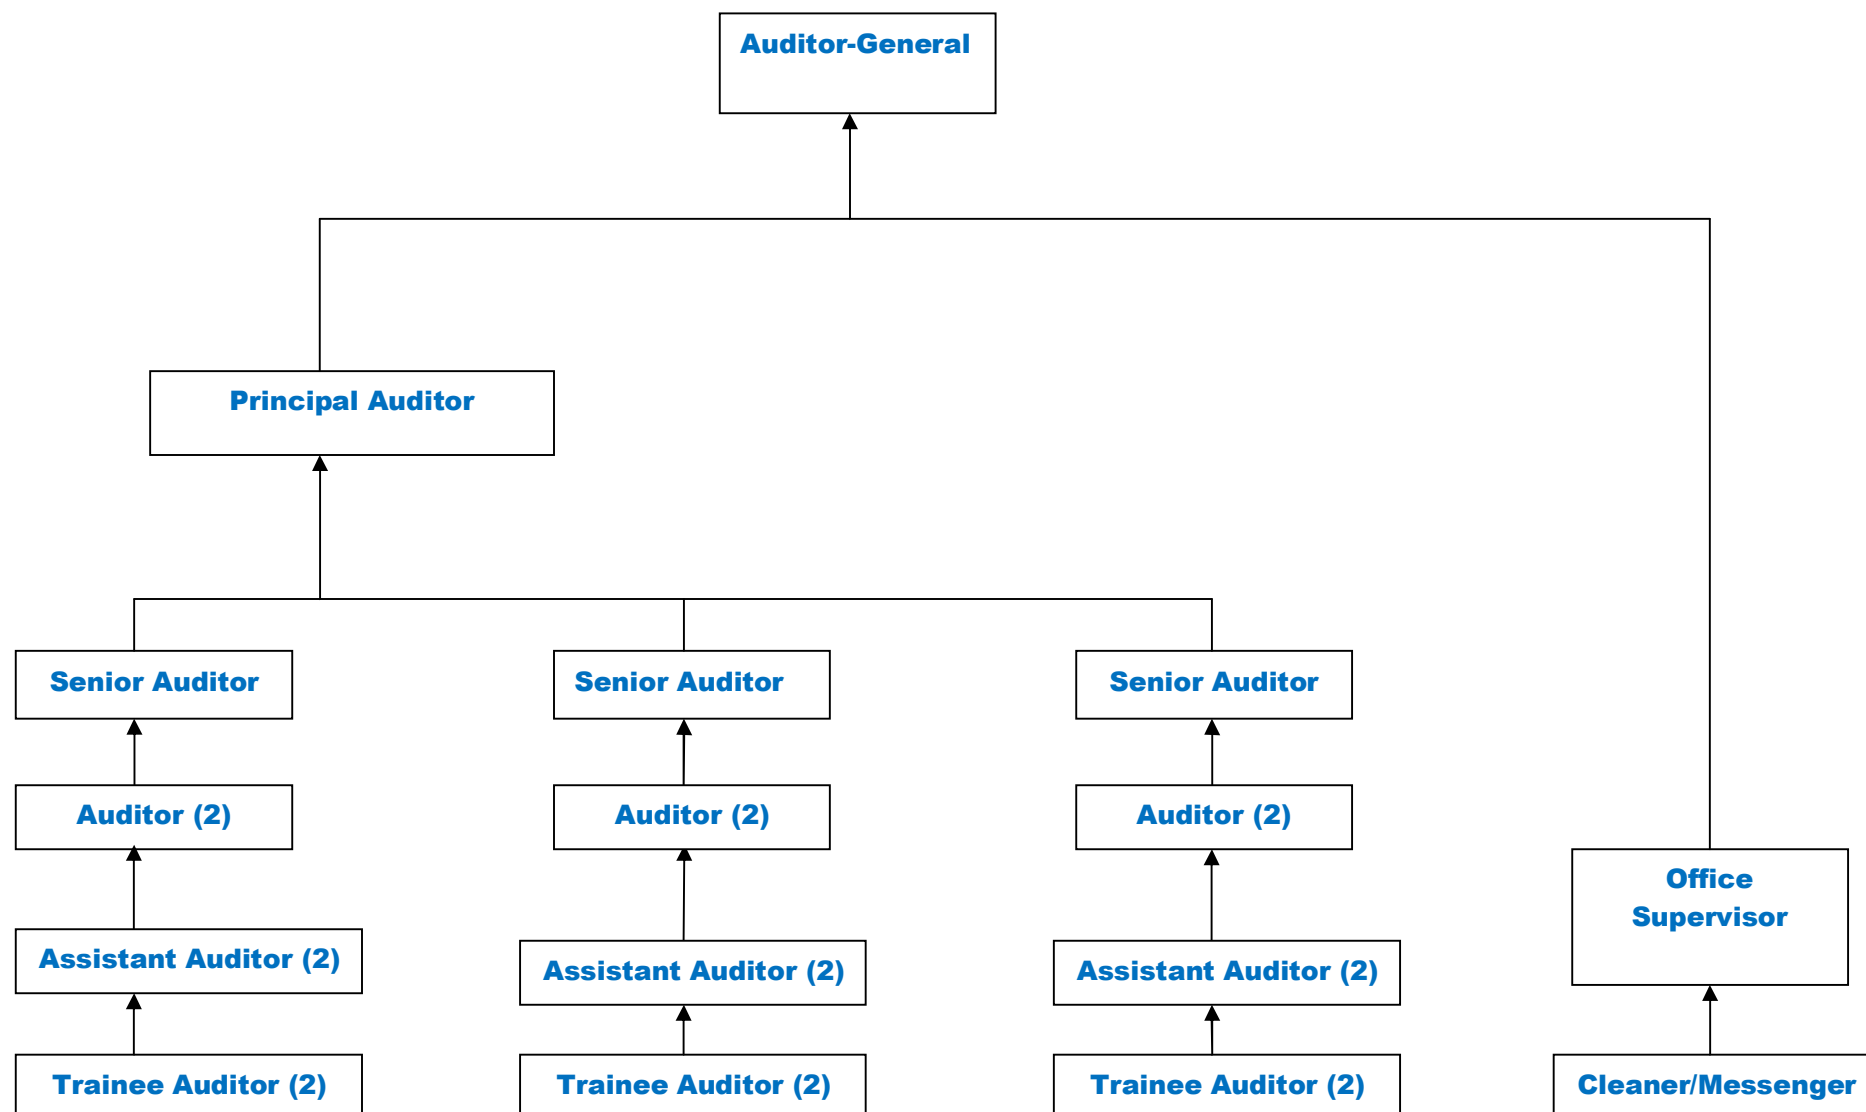 Auditor-General
Principal Auditor
Senior Auditor
Senior Auditor
Senior Auditor
Auditor (2)
Auditor (2)
Auditor (2)
Office
Supervisor
Assistant Auditor (2)
Assistant Auditor (2)
Assistant Auditor (2)
Trainee Auditor (2)
Trainee Auditor (2)
Trainee Auditor (2)
Cleaner/Messenger